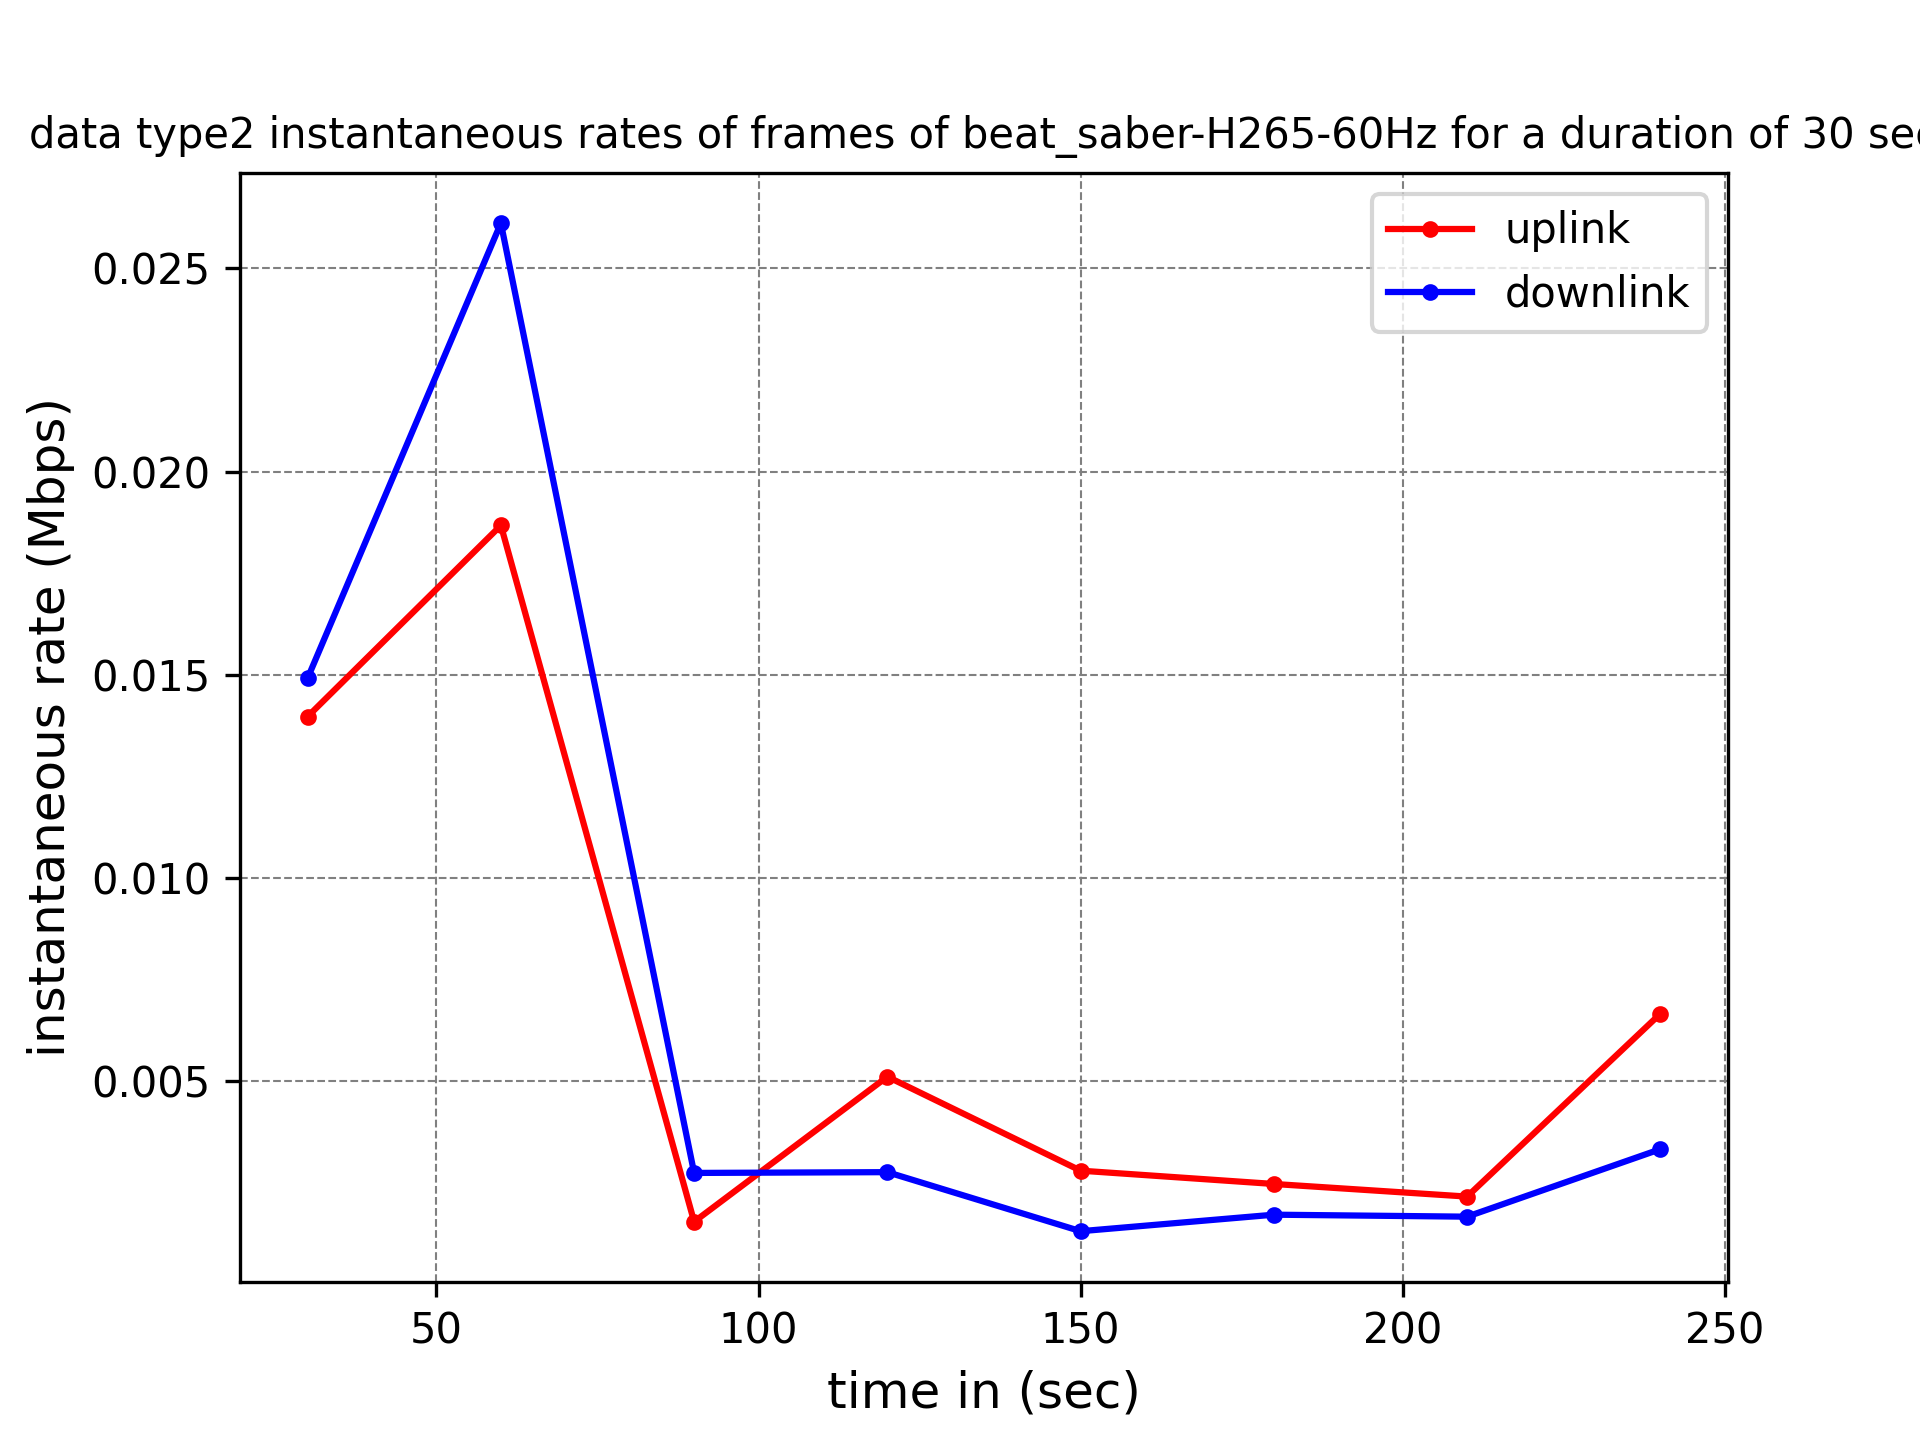 data type2 instantaneous rates of frames of beat_saber-H265-60Hz for a duration of 30
uplink
downlink
instantaneous rate (Mbps)
0.025
0.020
0.015
0.010
0.005
50 100 150 200 250
time in (sec)